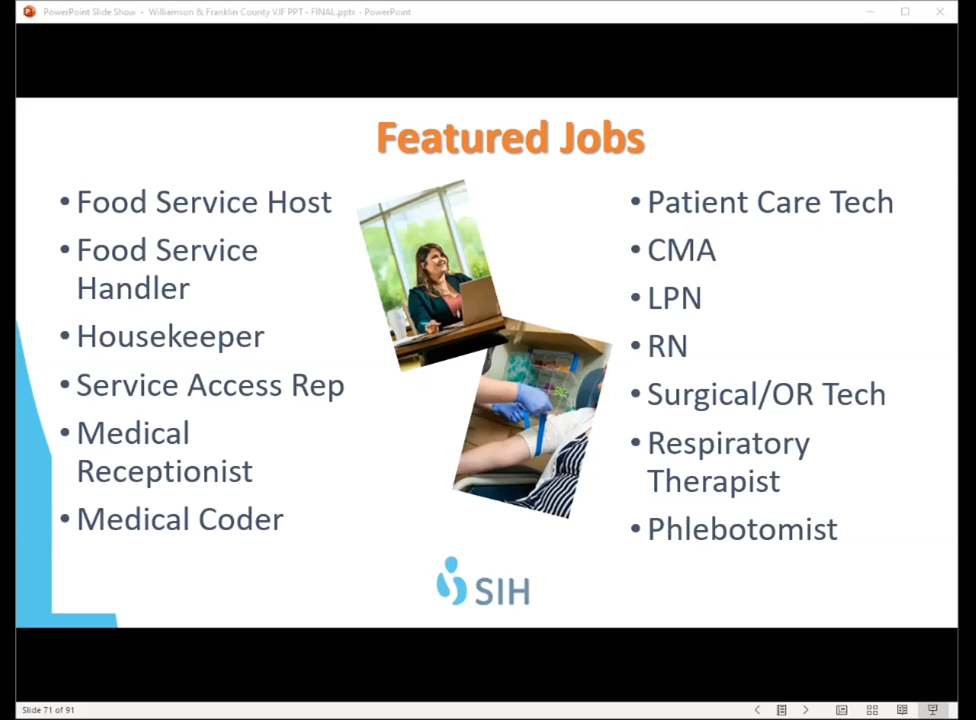 PowerPoint Slide Show - Williamson & Franklin County VJF PPT - FINAL.pptx - PowerPoint
Featured Jobs
• Food Service Host
• Food Service
Handler
• Housekeeper
• Service Access Rep
• Medical
Receptionist
• Medical Coder
• Patient Care Tech
• CMA
• LPN
• RN
• Surgical/OR Tech
• Respiratory
Therapist
• Phlebotomist
SIH
Slide 71 of 91